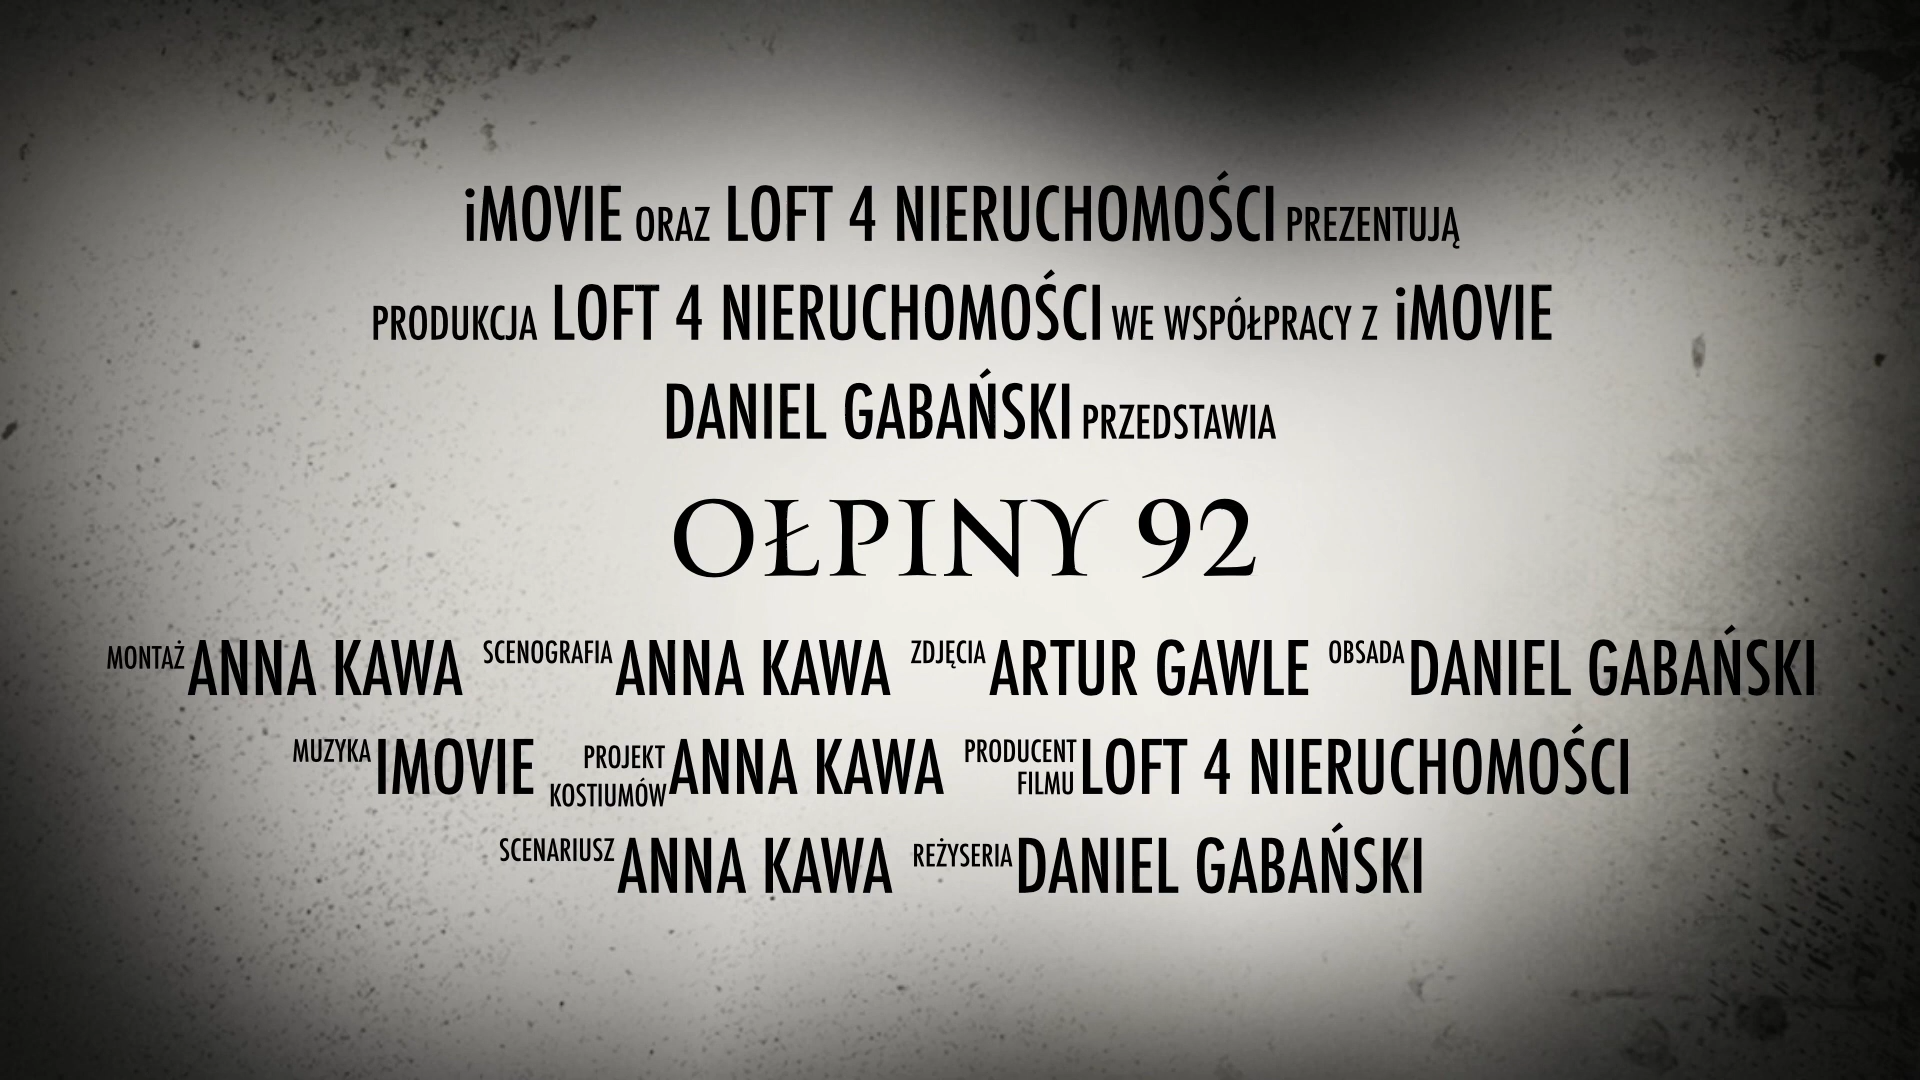 iMOVIE ORAZ LOFT 4 NIERUCHOMOŚCI PREZENTUJĄ
PRODUKCJA LOFT 4 NIERUCHOMOŚCI WE WSPÓŁPRACY Z iMOVIE
DANIEL GABAŃSKI PRZEDSTAWIA
OŁPINY 92
MONTAŻ ANNA KAWA SCENOGRAFIA ANNA KAWA ZDJĘCIA ARTUR GAWLE OBSADA DANIEL GABAŃSKI
MUZYKA IMOVIE PROJEKT KOSTIUMÓW ANNA KAWA PRODUCENT FILMU LOFT 4 NIERUCHOMOŚCI
SCENARIUSZ ANNA KAWA REŻYSERIA DANIEL GABAŃSKI